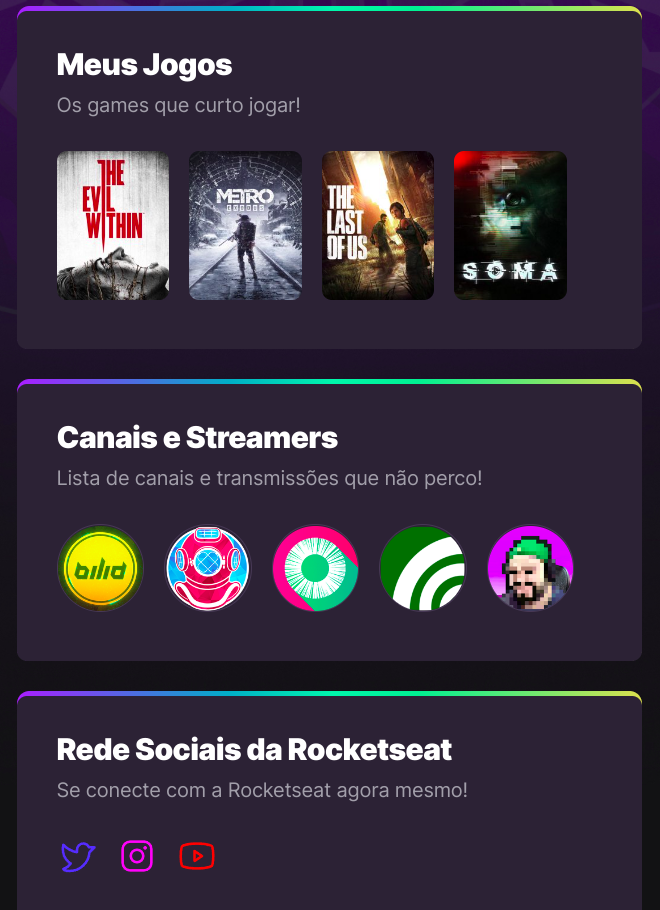 Meus Jogos
Os games que curto jogar!
THE
EVIL
WITHIN
METRO
EXODUS
THE
LAST
OF US
SOMA
Canais e Streamers
Lista de canais e transmissões que não perco!
bilid
Rede Sociais da Rocketseat
Se conecte com a Rocketseat agora mesmo!